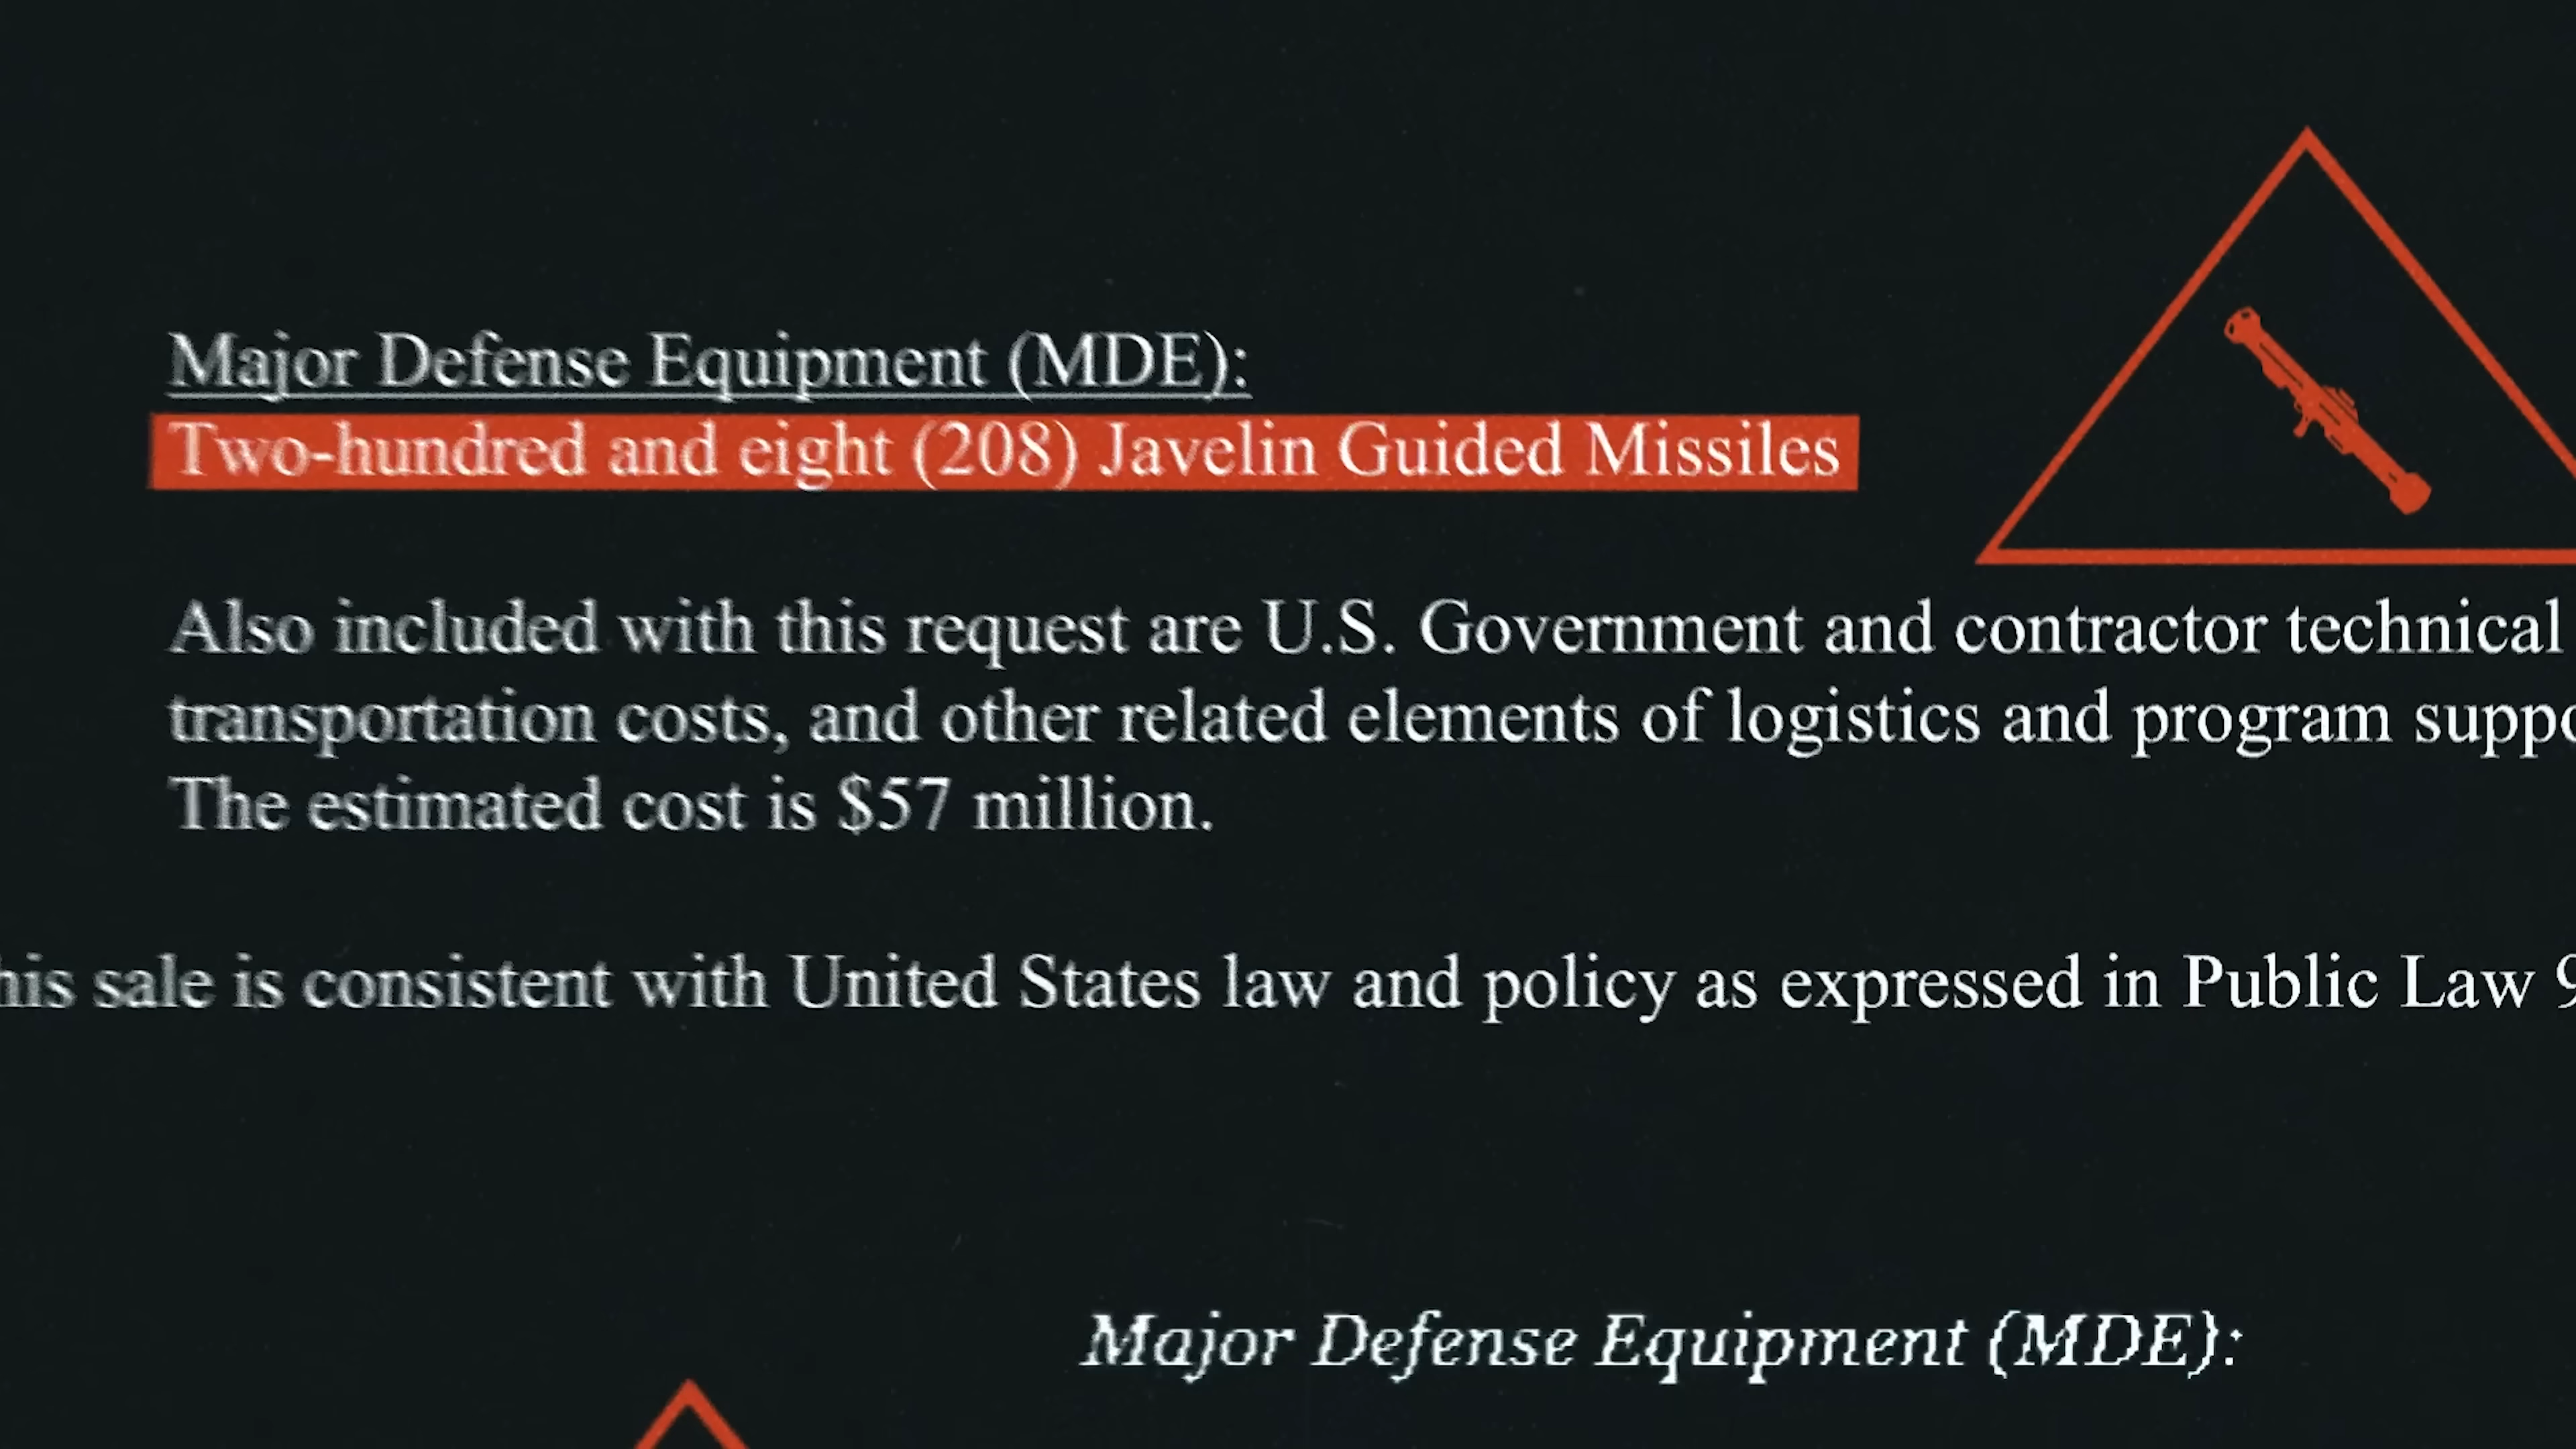 Major Defense Equipment (MDE):
Two-hundred and eight (208) Javelin Guided Missiles
Also included with this request are U.S. Government and contractor technical
transportation costs, and other related elements of logistics and program
The estimated cost is $57 million.
sale is consistent with United States law and policy as expressed in Public Law
Major Defense Equipment (MDE):